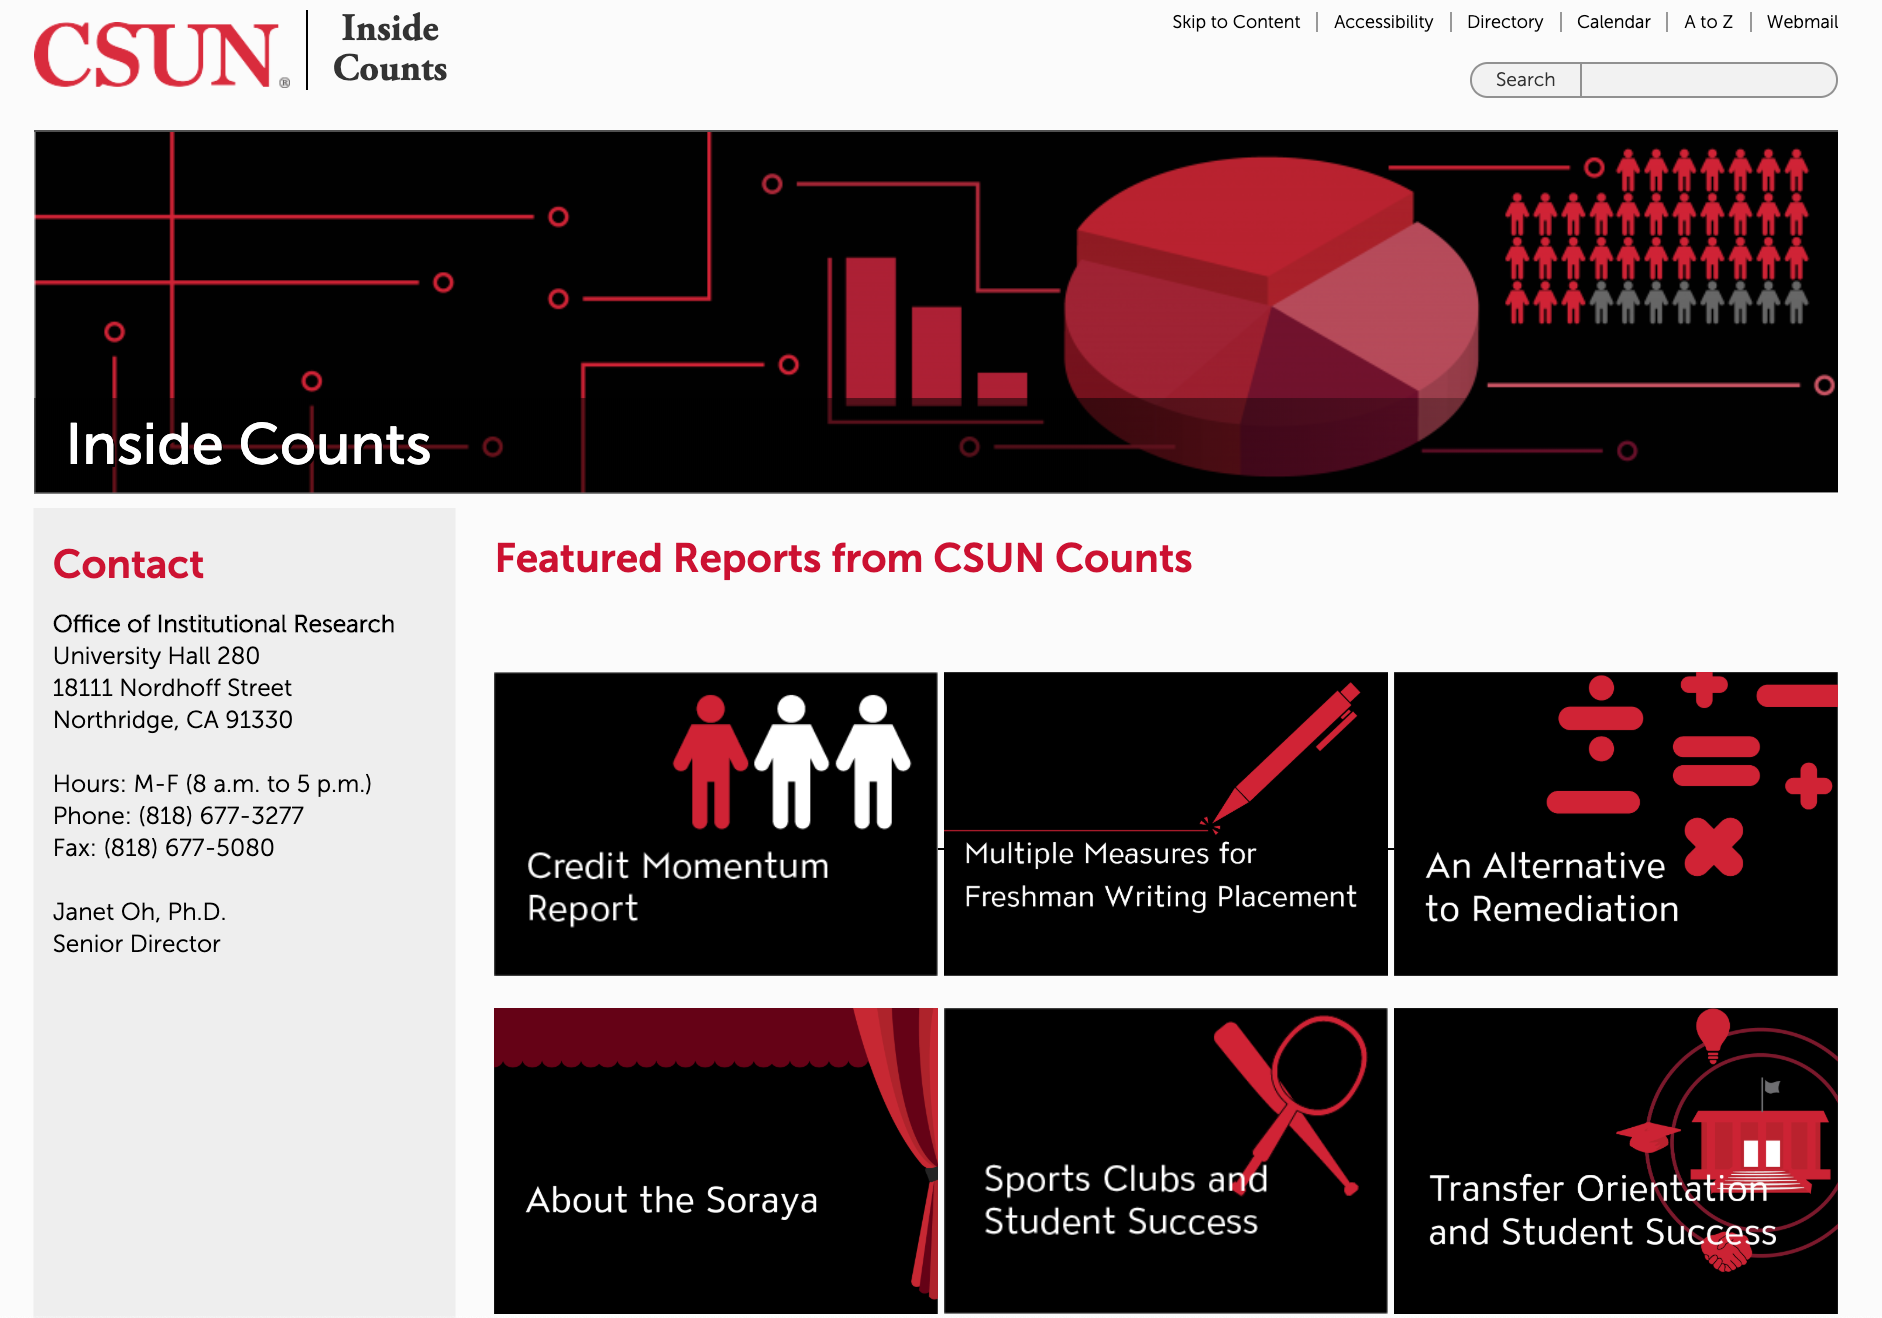 CSUN®
Inside
Counts
Skip to Content
Accessibility
Directory
Calendar
A to Z
Webmail
Search
Inside Counts
Contact
Office of Institutional Research
University Hall 280
18111 Nordhoff Street
Northridge, CA 91330
Hours: M-F (8 a.m. to 5 p.m.)
Phone: (818) 677-3277
Fax: (818) 677-5080
Janet Oh, Ph.D.
Senior Director
Featured Reports from CSUN Counts
Credit Momentum
Report
Multiple Measures for
Freshman Writing Placement
An Alternative
to Remediation
About the Soraya
Sports Clubs and
Student Success
Transfer Orientation
and Student Success